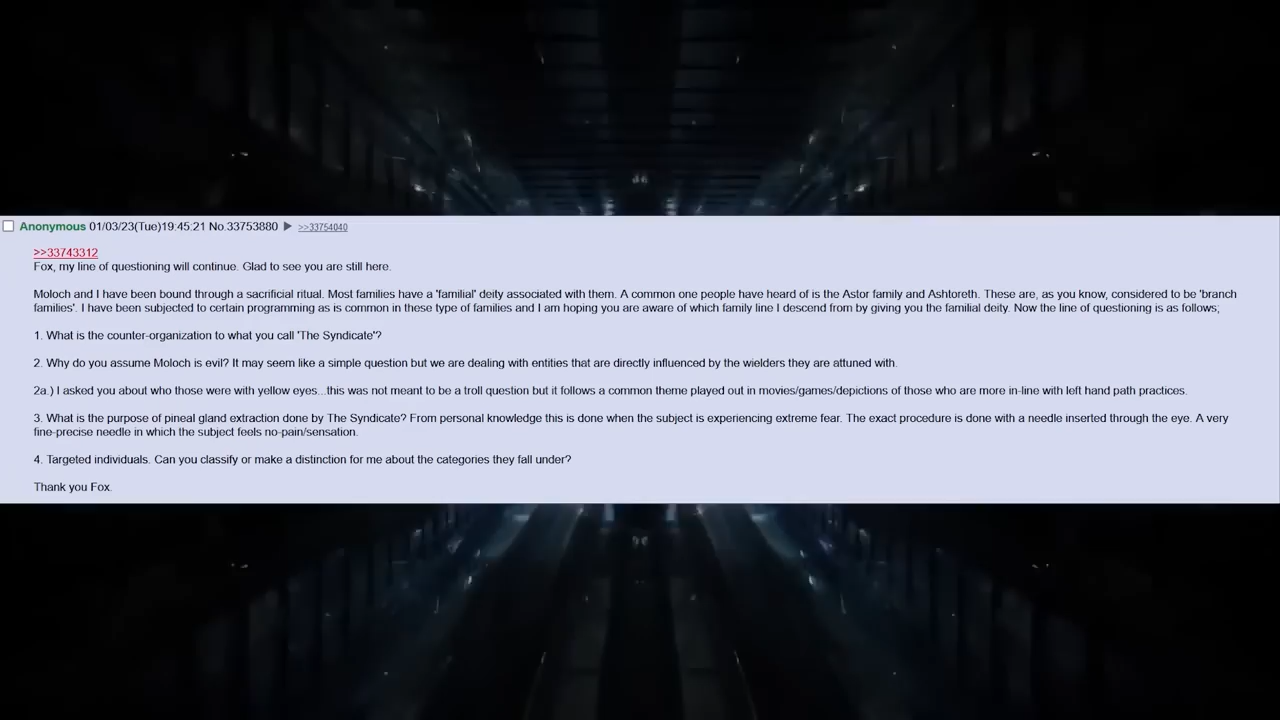 Anonymous 01/03/23(Tue)19:45:21 No.33753880 ▶ >>33754040
>>33743312
Fox, my line of questioning will continue. Glad to see you are still here.
Moloch and I have been bound through a sacrificial ritual. Most families have a 'familial' deity associated with them. A common one people have heard of is the Astor family and Ashtoreth. These are, as you know, considered to be 'branch
families'. I have been subjected to certain programming as is common in these type of families and I am hoping you are aware of which family line I descend from by giving you the familial deity. Now the line of questioning is as follows;
1. What is the counter-organization to what you call 'The Syndicate'?
2. Why do you assume Moloch is evil? It may seem like a simple question but we are dealing with entities that are directly influenced by the wielders they are attuned with.
2a.) I asked you about who those were with yellow eyes...this was not meant to be a troll question but it follows a common theme played out in movies/games/depictions of those who are more in-line with left hand path practices.
3. What is the purpose of pineal gland extraction done by The Syndicate? From personal knowledge this is done when the subject is experiencing extreme fear. The exact procedure is done with a needle inserted through the eye. A very
fine-precise needle in which the subject feels no-pain/sensation.
4. Targeted individuals. Can you classify or make a distinction for me about the categories they fall under?
Thank you Fox.